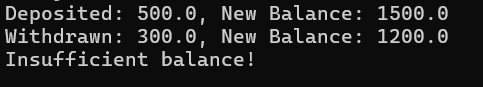 Deposited: 500.0, New Balance: 1500.0
Withdrawn: 300.0, New Balance: 1200.0
Insufficient balance!